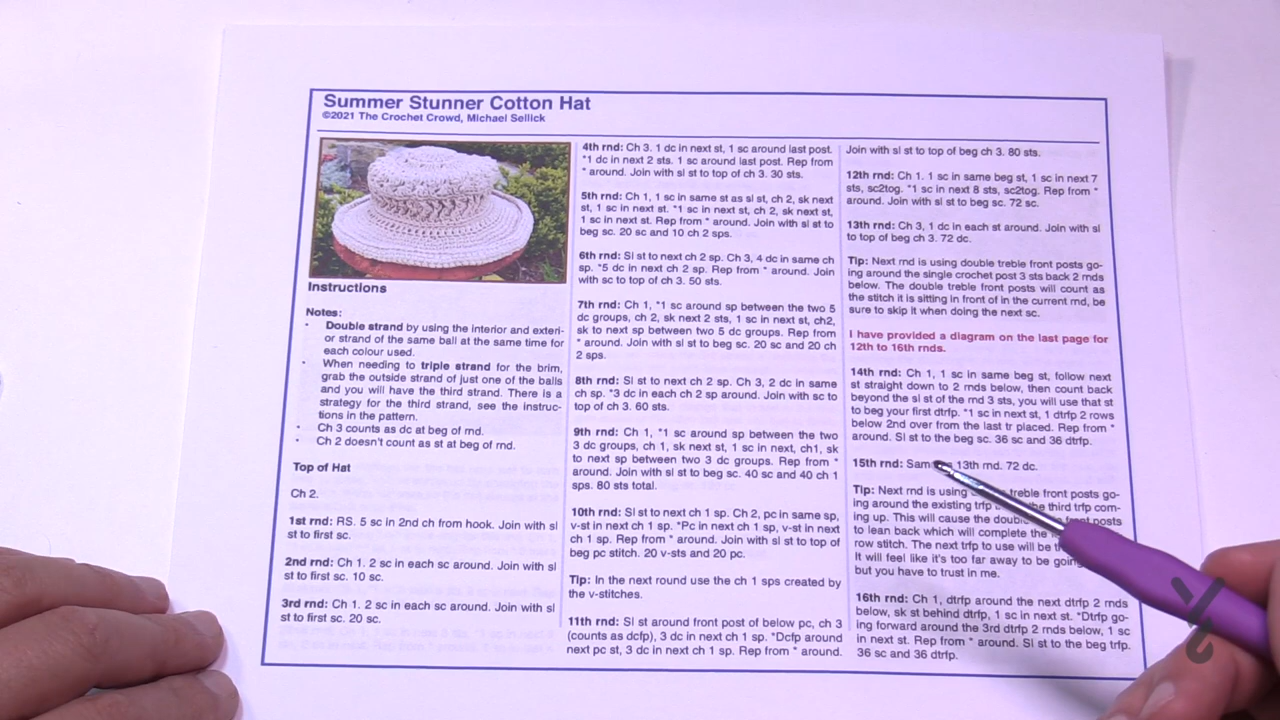 Summer Stunner Cotton Hat
©2021 The Crochet Crowd, Michael Sellick
Instructions
Notes:
• Double strand by using the interior and exteri-
or strand of the same ball at the same time for
each colour used.
• When needing to triple strand for the brim,
grab the outside strand of just one of the balls
and you will have the third strand. There is a
strategy for the third strand, see the instruc-
tions in the pattern.
• Ch 3 counts as dc at beg of rnd.
• Ch 2 doesn't count as st at beg of rnd.
Top of Hat
Ch 2.
1st rnd: RS. 5 sc in 2nd ch from hook. Join with sl
st to first sc.
2nd rnd: Ch 1. 2 sc in each sc around. Join with sl
st to first sc. 10 sc.
3rd rnd: Ch 1. 2 sc in each sc around. Join with sl
st to first sc. 20 sc.
4th rnd: Ch 3. 1 dc in next st, 1 sc around last post.
*1 dc in next 2 sts. 1 sc around last post. Rep from
* around. Join with sl st to top of ch 3. 30 sts.
5th rnd: Ch 1, 1 sc in same st as sl st, ch 2, sk next
st, 1 sc in next st. *1 sc in next st, ch 2, sk next st,
1 sc in next st. Rep from * around. Join with sl st to
beg sc. 20 sc and 10 ch 2 sps.
6th rnd: Sl st to next ch 2 sp. Ch 3, 4 dc in same ch
sp. *5 dc in next ch 2 sp. Rep from * around. Join
with sc to top of ch 3. 50 sts.
7th rnd: Ch 1, *1 sc around sp between the two 5
dc groups, ch 2, sk next 2 sts, 1 sc in next st, ch2,
sk to next sp between two 5 dc groups. Rep from
* around. Join with sl st to beg sc. 20 sc and 20 ch
2 sps.
8th rnd: Sl st to next ch 2 sp. Ch 3, 2 dc in same
ch sp. *3 dc in each ch 2 sp around. Join with sc to
top of ch 3. 60 sts.
9th rnd: Ch 1, *1 sc around sp between the two
3 dc groups, ch 1, sk next st, 1 sc in next, ch1, sk
to next sp between two 3 dc groups. Rep from *
around. Join with sl st to beg sc. 40 sc and 40 ch 1
sps. 80 sts total.
10th rnd: Sl st to next ch 1 sp. Ch 2, pc in same sp,
v-st in next ch 1 sp. *Pc in next ch 1 sp, v-st in next
ch 1 sp. Rep from * around. Join with sl st to top of
beg pc stitch. 20 v-sts and 20 pc.
Tip: In the next round use the ch 1 sps created by
the v-stitches.
11th rnd: Sl st around front post of below pc, ch 3
(counts as dcfp), 3 dc in next ch 1 sp. *Dcfp around
next pc st, 3 dc in next ch 1 sp. Rep from * around.
Join with sl st to top of beg ch 3. 80 sts.
12th rnd: Ch 1. 1 sc in same beg st, 1 sc in next 7
sts, sc2tog. *1 sc in next 8 sts, sc2tog. Rep from *
around. Join with sl st to beg sc. 72 sc.
13th rnd: Ch 3, 1 dc in each st around. Join with sl
to top of beg ch 3. 72 dc.
Tip: Next rnd is using double treble front posts go-
ing around the single crochet post 3 sts back 2 rnds
below. The double treble front posts will count as
the stitch it is sitting in front of in the current rnd, be
sure to skip it when doing the next sc.
I have provided a diagram on the last page for
12th to 16th rnds.
14th rnd: Ch 1, 1 sc in same beg st, follow next
st straight down to 2 rnds below, then count back
beyond the sl st of the rnd 3 sts, you will use that st
to beg your first dtrfp. *1 sc in next st, 1 dtrfp 2 rows
below 2nd over from the last tr placed. Rep from *
around. Sl st to the beg sc. 36 sc and 36 dtrfp.
15th rnd: 13th rnd. 72 dc.
Tip: Next rnd is using treble front posts go-
ing around the existing trfp the third trfp com-
ing up. This will cause the posts
to lean back which will complete the
row stitch. The next trfp to use will be
It will feel like it's too far away to be
but you have to trust in me.
16th rnd: Ch 1, dtrfp around the next dtrfp 2 rnds
below, sk st behind dtrfp, 1 sc in next st. *Dtrfp go-
ing forward around the 3rd dtrfp 2 rnds below, 1 sc
in next st. Rep from * around. Sl st to the beg trfp.
36 sc and 36 dtrfp.